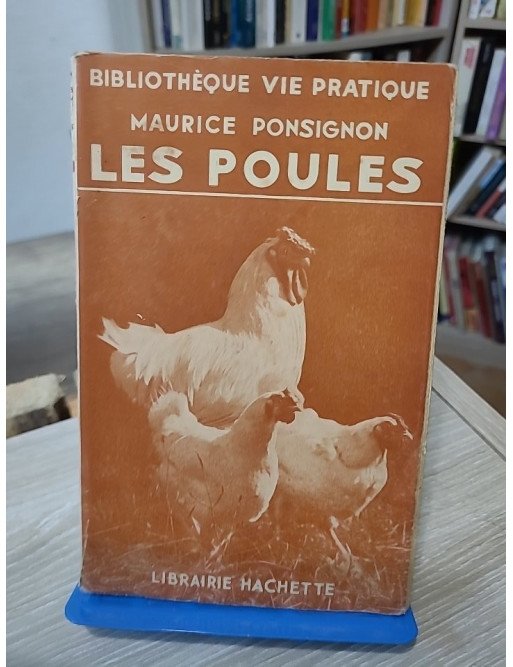 BIBLIOTHÈQUE VIE PRATIQUE
MAURICE PONSIGNON
LES POULES
LIBRAIRIE HACHETTE